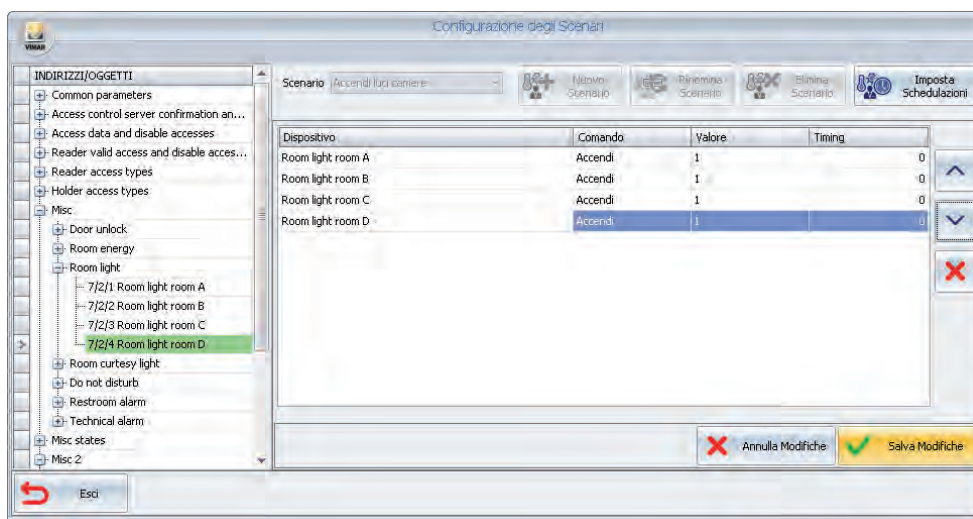 Configurazione degli Scenari
VIMAR
INDIRIZZI/OGGETTI
Common parameters
Access control server confirmation an...
Access data and disable accesses
Reader valid access and disable acces...
Reader access types
Holder access types
Misc
Door unlock
Room energy
Room light
7/2/1 Room light room A
7/2/2 Room light room B
7/2/3 Room light room C
7/2/4 Room light room D
Room curtesy light
Do not disturb
Restroom alarm
Technical alarm
Misc states
Misc 2
Scenario Accendi luci camere
Nuovo
Scenario
Rinomina
Scenario
Elimina
Scenario
Imposta
Schedulazioni
Dispositivo Comando Valore Timing
Room light room A Accendi 1 0
Room light room B Accendi 1 0
Room light room C Accendi 1 0
Room light room D Accendi 1 0
Annulla Modifiche Salva Modifiche
Esci